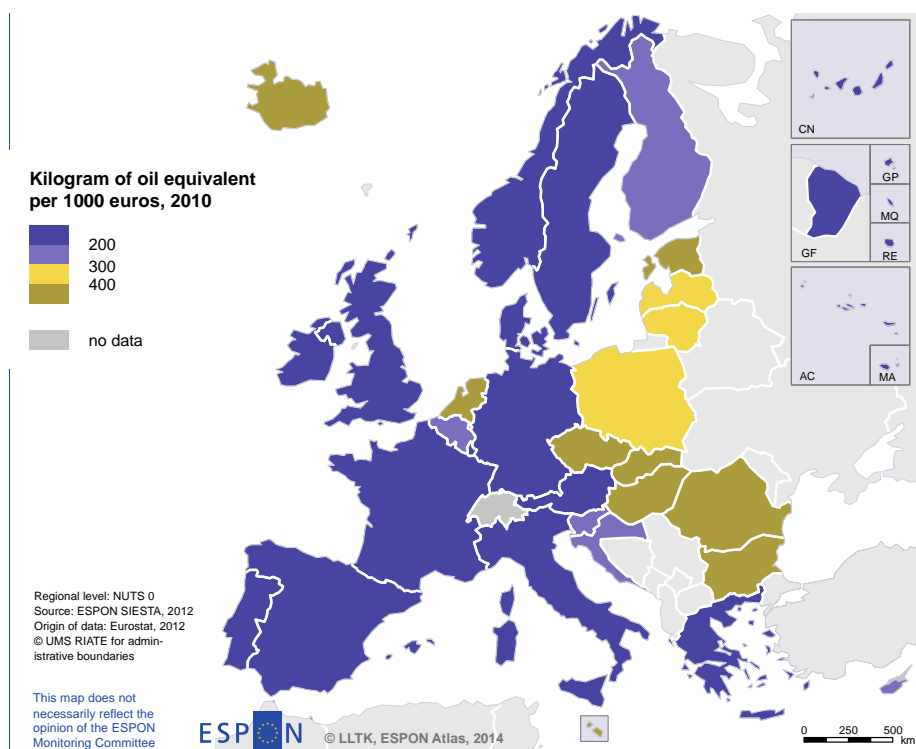 Kilogram of oil equivalent
per 1000 euros, 2010
200
300
400
no data
CN
GF
GP
MQ
RE
AC
MA
Regional level: NUTS 0
Source: ESPON SIESTA, 2012
Origin of data: Eurostat, 2012
© UMS RIATE for admin-
istrative boundaries
This map does not
necessarily reflect the
opinion of the ESPON
Monitoring Committee
ESPON
© LLTK, ESPON Atlas, 2014
0 250 500
km